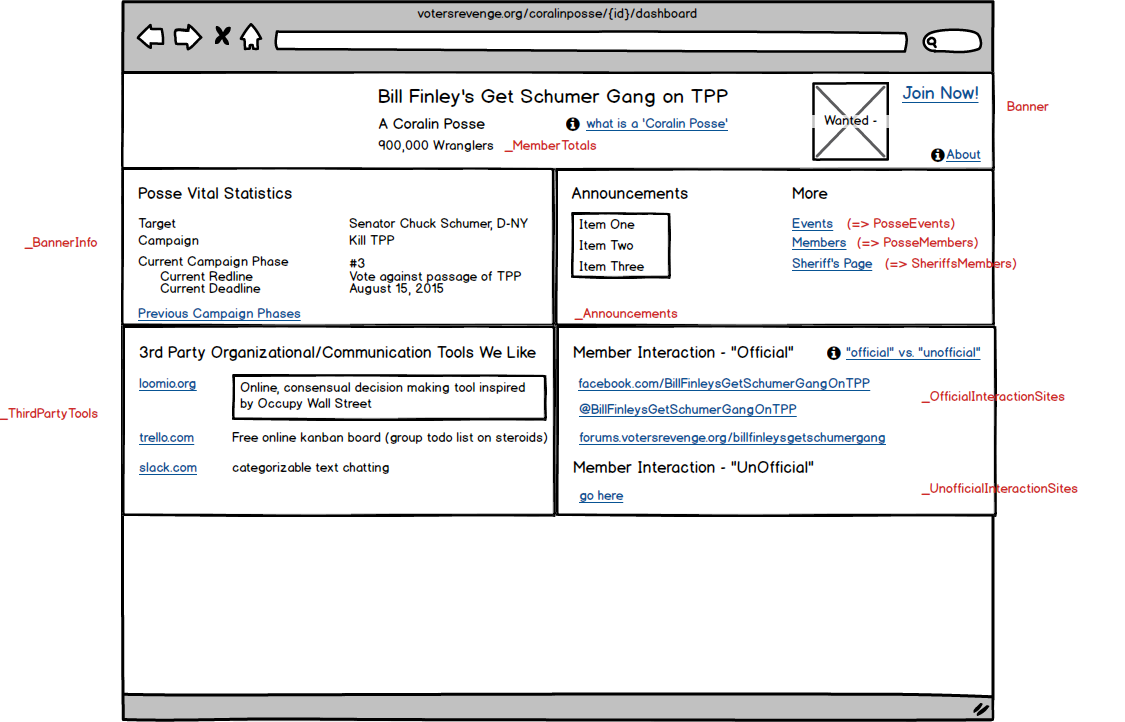 votersrevenge.org/coralinposse/{id}/dashboard
Bill Finley's Get Schumer Gang on TPP
Join Now!
Banner
A Coralin Posse
what is a 'Coralin Posse'
Wanted -
900,000 Wranglers _MemberTotals
About
Posse Vital Statistics
Target Senator Chuck Schumer, D-NY
Campaign Kill TPP
Current Campaign Phase #3
Current Redline Vote against passage of TPP
Current Deadline August 15, 2015
Previous Campaign Phases
_BannerInfo
Announcements
Item One
Item Two
Item Three
_Announcements
More
Events (=> PosseEvents)
Members (=> PosseMembers)
Sheriff's Page (=> SheriffsMembers)
3rd Party Organizational/Communication Tools We Like
loomio.org Online, consensual decision making tool inspired
by Occupy Wall Street
_ThirdPartyTools
trello.com Free online kanban board (group todo list on steroids)
slack.com categorizable text chatting
Member Interaction - "Official" "official" vs. "unofficial"
facebook.com/BillFinleysGetSchumerGangOnTPP
_OfficialInteractionSites
@BillFinleysGetSchumerGangOnTPP
forums.votersrevenge.org/billfinleysgetschumergang
Member Interaction - "UnOfficial"
_UnofficialInteractionSites
go here